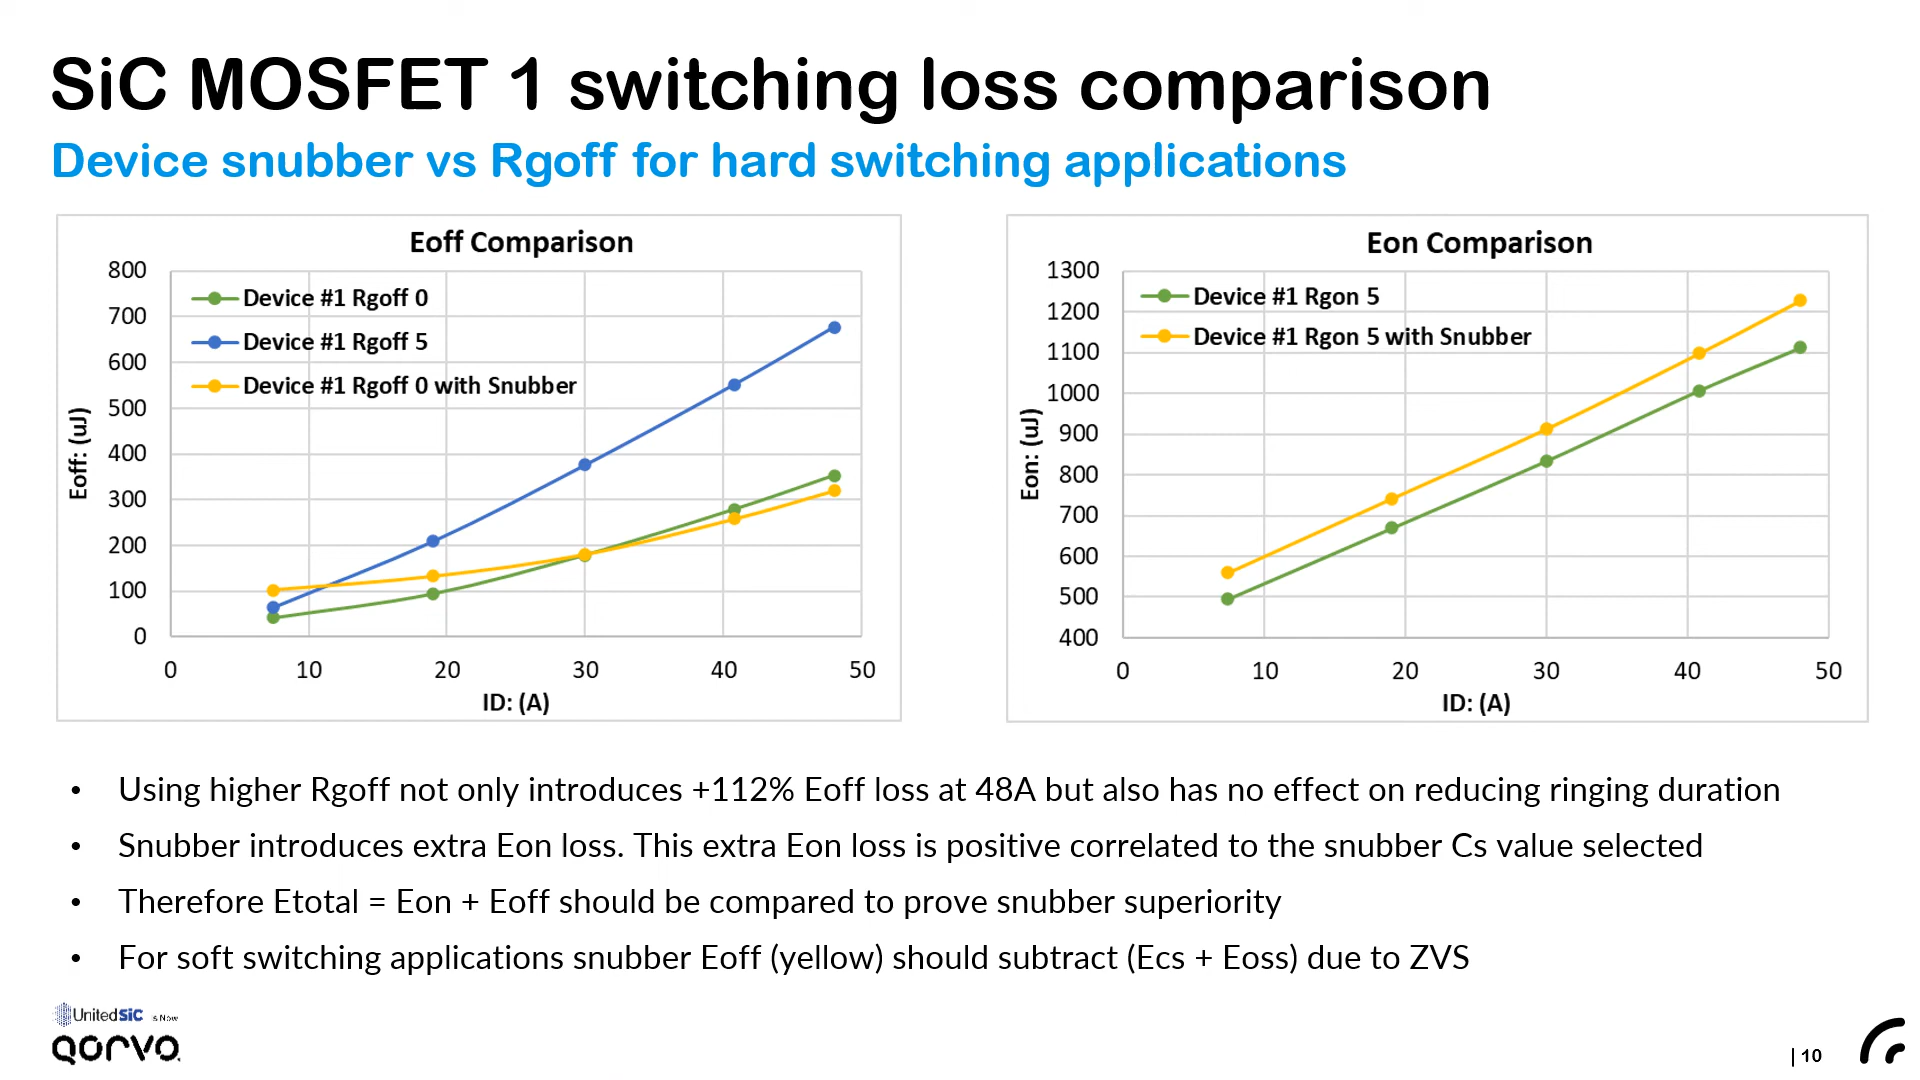 SiC MOSFET 1 switching loss comparison
Device snubber vs Rgoff for hard switching applications
Eoff Comparison
800
700
600
500
400
300
200
100
0
Eoff: (uJ)
Device #1 Rgoff 0
Device #1 Rgoff 5
Device #1 Rgoff 0 with Snubber
0 10 20 30 40 50
ID: (A)
Eon Comparison
1300
1200
1100
1000
900
800
700
600
500
400
Eon: (uJ)
Device #1 Rgon 5
Device #1 Rgon 5 with Snubber
0 10 20 30 40 50
ID: (A)
• Using higher Rgoff not only introduces +112% Eoff loss at 48A but also has no effect on reducing ringing duration
• Snubber introduces extra Eon loss. This extra Eon loss is positive correlated to the snubber Cs value selected
• Therefore Etotal = Eon + Eoff should be compared to prove snubber superiority
• For soft switching applications snubber Eoff (yellow) should subtract (Ecs + Eoss) due to ZVS
UnitedSiC is Now
QORVO
| 10